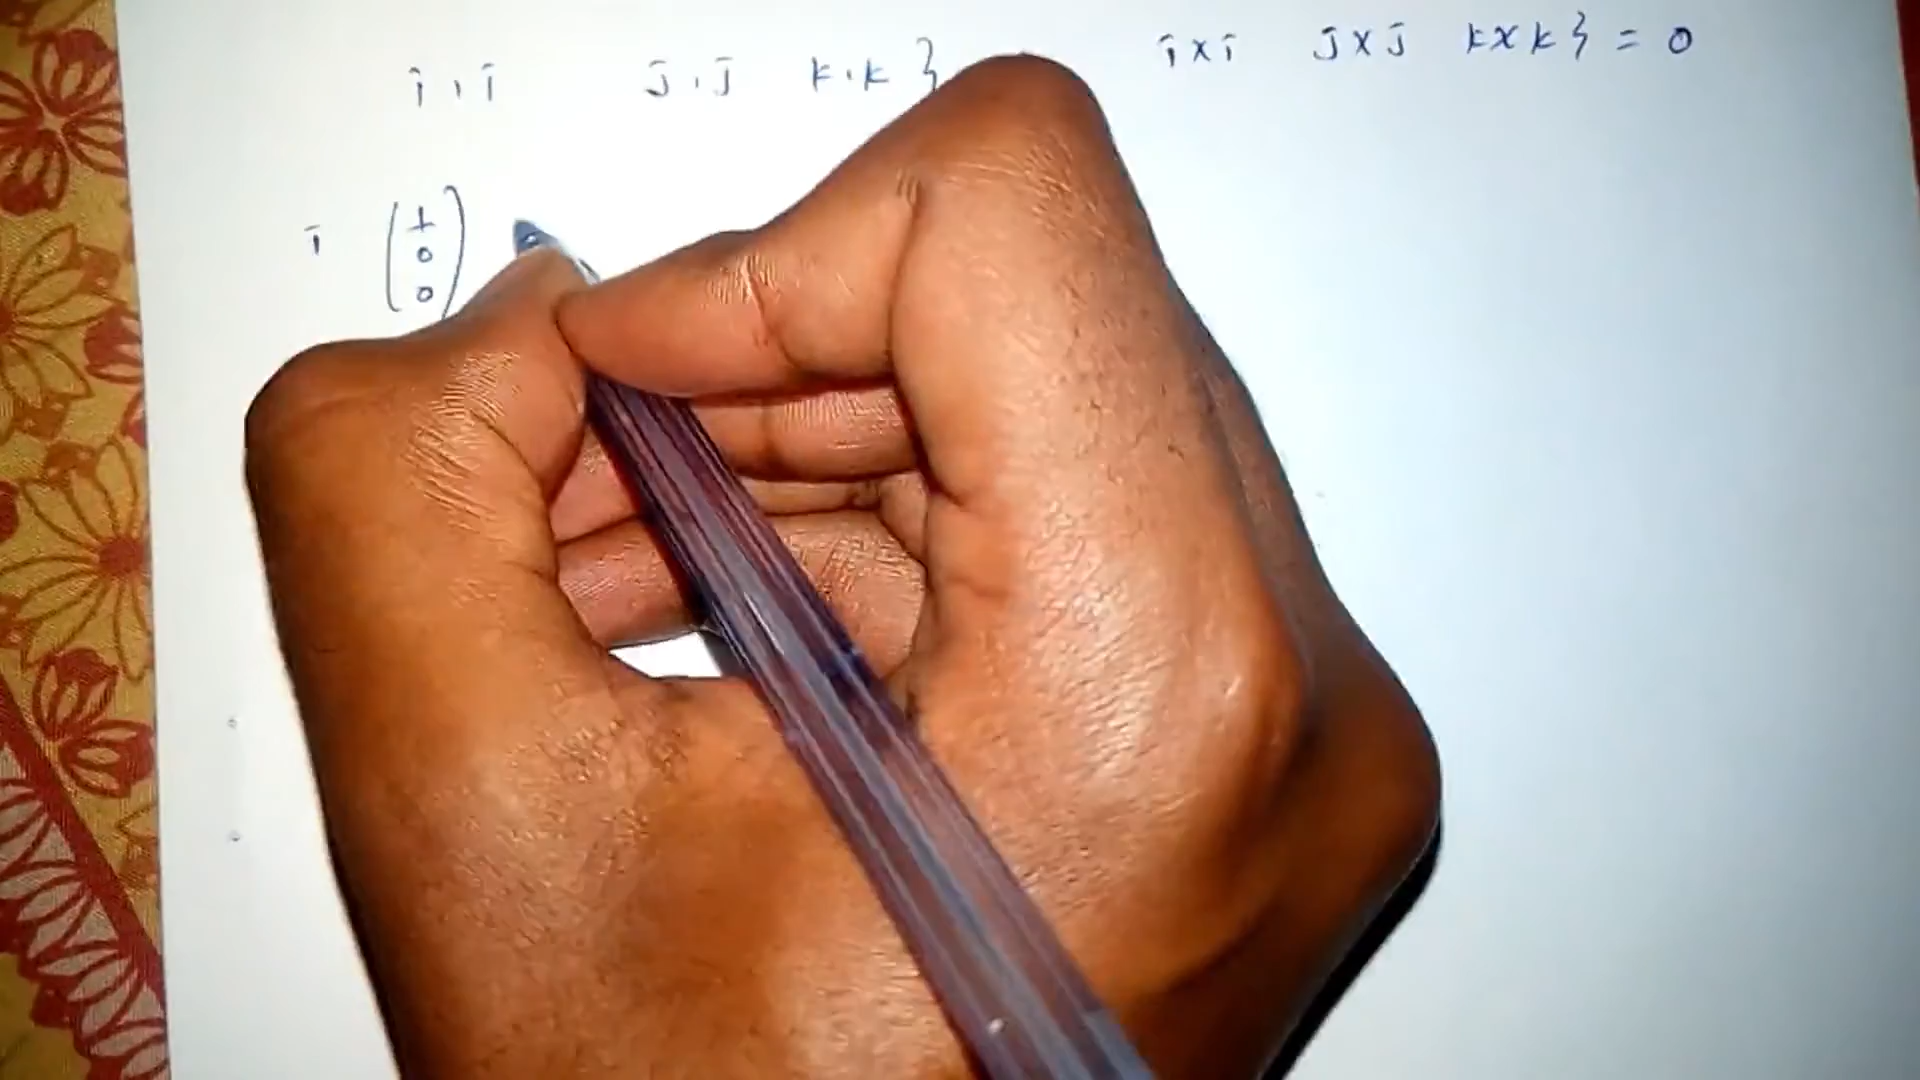 i̅ . i̅ j̅ . j̅ k . k } i̅ × i̅ j̅ × j̅ k × k } = 0
i̅ ( 1
0
0 )